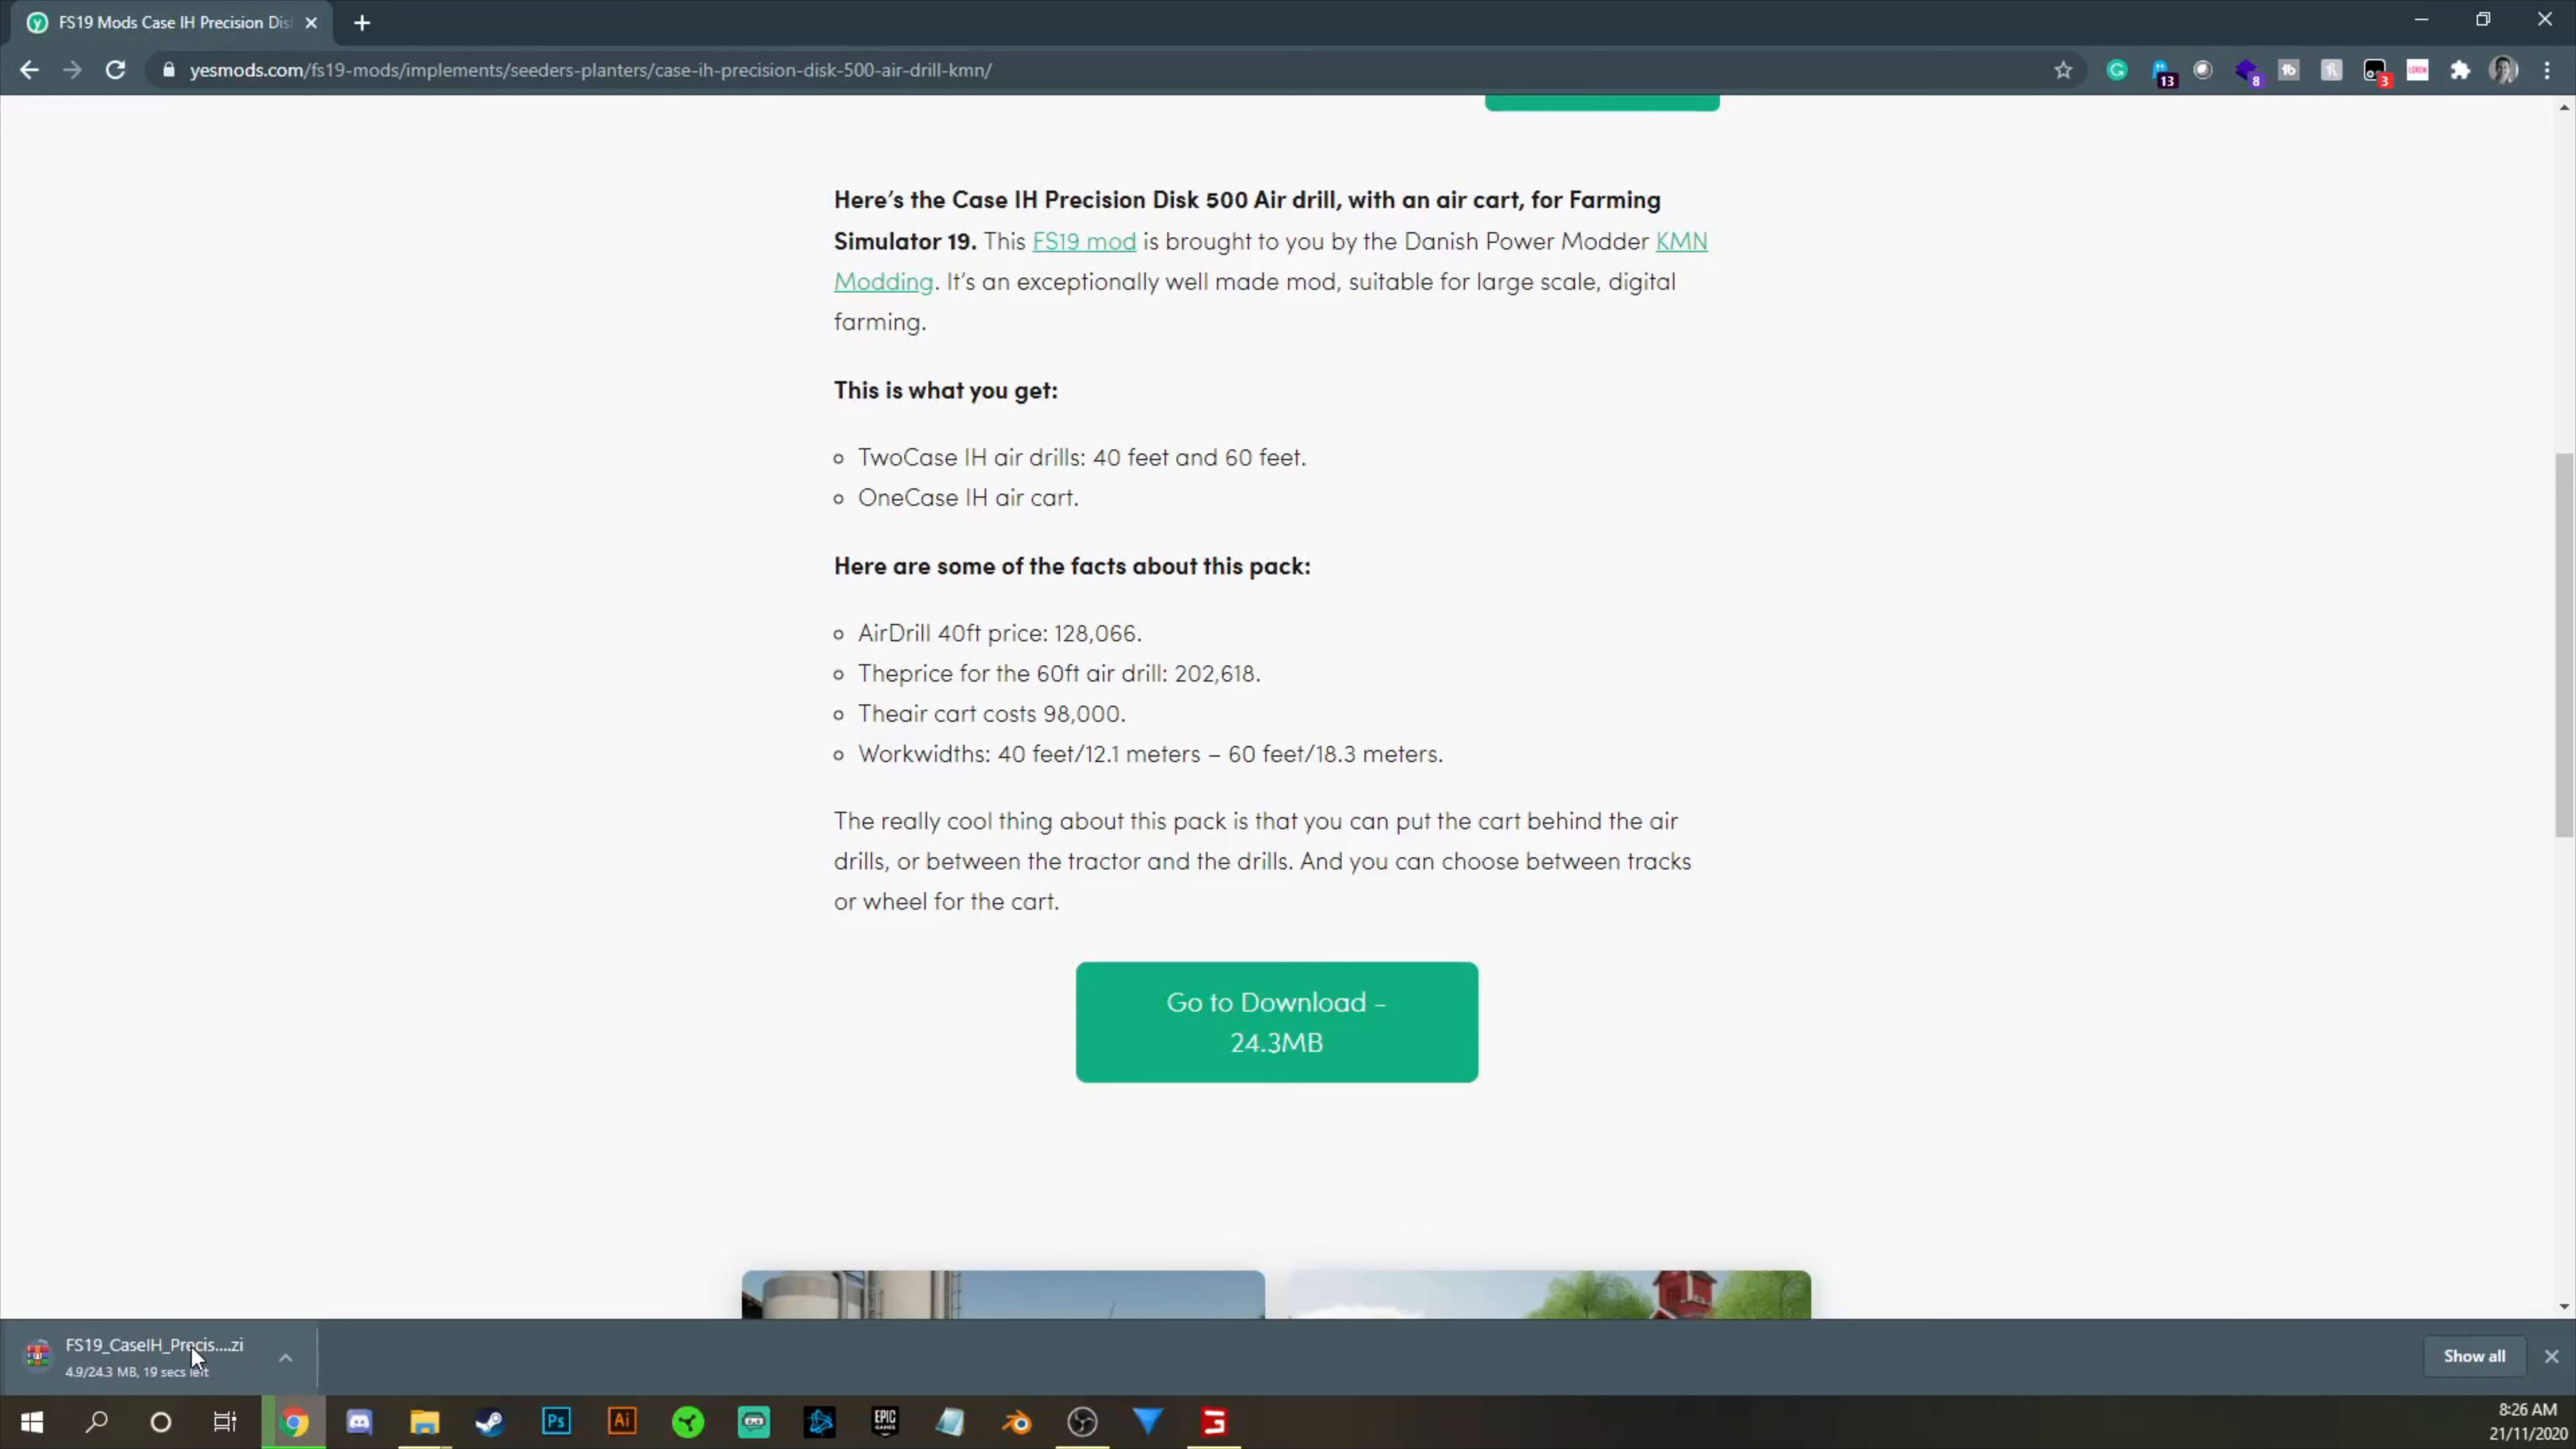 FS19 Mods Case IH Precision Dis
yesmods.com/fs19-mods/implements/seeders-planters/case-ih-precision-disk-500-air-drill-kmn/
13
8
tb
3
LOREM
Here's the Case IH Precision Disk 500 Air drill, with an air cart, for Farming
Simulator 19. This FS19 mod is brought to you by the Danish Power Modder KMN
Modding. It's an exceptionally well made mod, suitable for large scale, digital
farming.
This is what you get:
TwoCase IH air drills: 40 feet and 60 feet.
OneCase IH air cart.
Here are some of the facts about this pack:
AirDrill 40ft price: 128,066.
Theprice for the 60ft air drill: 202,618.
Theair cart costs 98,000.
Workwidths: 40 feet/12.1 meters – 60 feet/18.3 meters.
The really cool thing about this pack is that you can put the cart behind the air
drills, or between the tractor and the drills. And you can choose between tracks
or wheel for the cart.
Go to Download –
24.3MB
FS19_CaseIH_Precis....zi
4.9/24.3 MB, 19 secs left
Show all
Ps
Ai
EPIC
GAMES
8:26 AM
21/11/2020